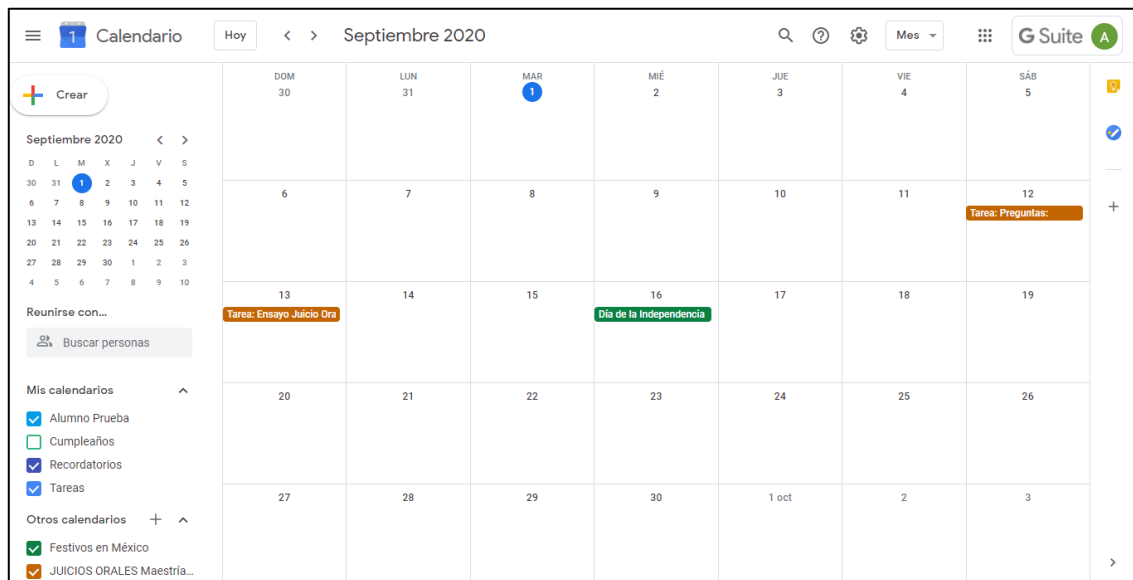 1 Calendario Hoy Septiembre 2020 Mes G Suite A
Crear
Septiembre 2020
D L M X J V S
30 31 1 2 3 4 5
6 7 8 9 10 11 12
13 14 15 16 17 18 19
20 21 22 23 24 25 26
27 28 29 30 1 2 3
4 5 6 7 8 9 10
Reunirse con...
Buscar personas
Mis calendarios
Alumno Prueba
Cumpleaños
Recordatorios
Tareas
Otros calendarios
Festivos en México
JUICIOS ORALES Maestría...
DOM LUN MAR MIÉ JUE VIE SÁB
30 31 1 2 3 4 5
6 7 8 9 10 11 12
Tarea: Preguntas:
13 14 15 16 17 18 19
Tarea: Ensayo Juicio Ora Día de la Independencia
20 21 22 23 24 25 26
27 28 29 30 1 oct 2 3